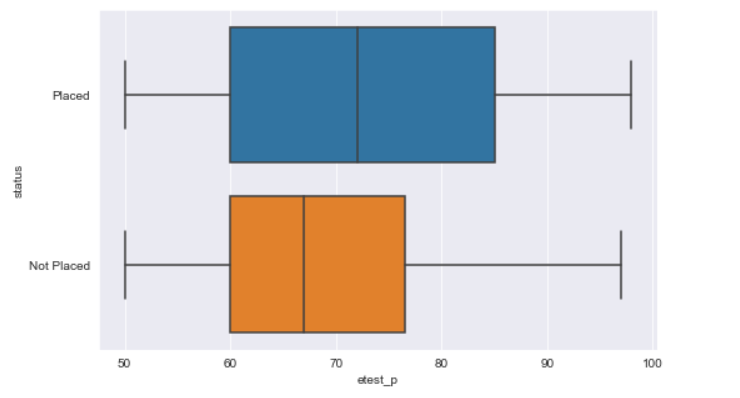 Placed
status
Not Placed
50 60 70 80 90 100
etest_p